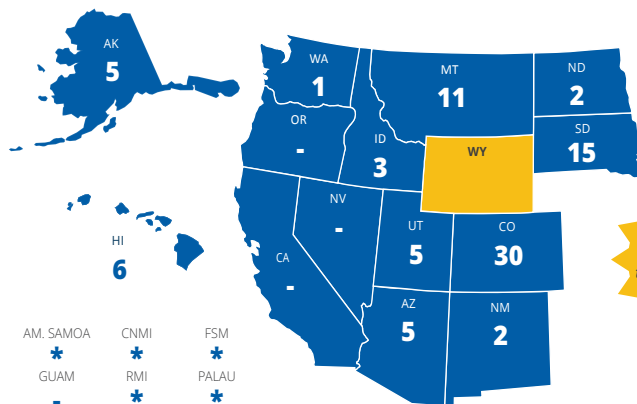 AK
5
WA
1
MT
11
ND
2
OR
-
ID
3
WY
SD
15
NV
-
UT
5
CO
30
HI
6
CA
-
AZ
5
NM
2
AM. SAMOA CNMI FSM
* * *
GUAM RMI PALAU
- * *